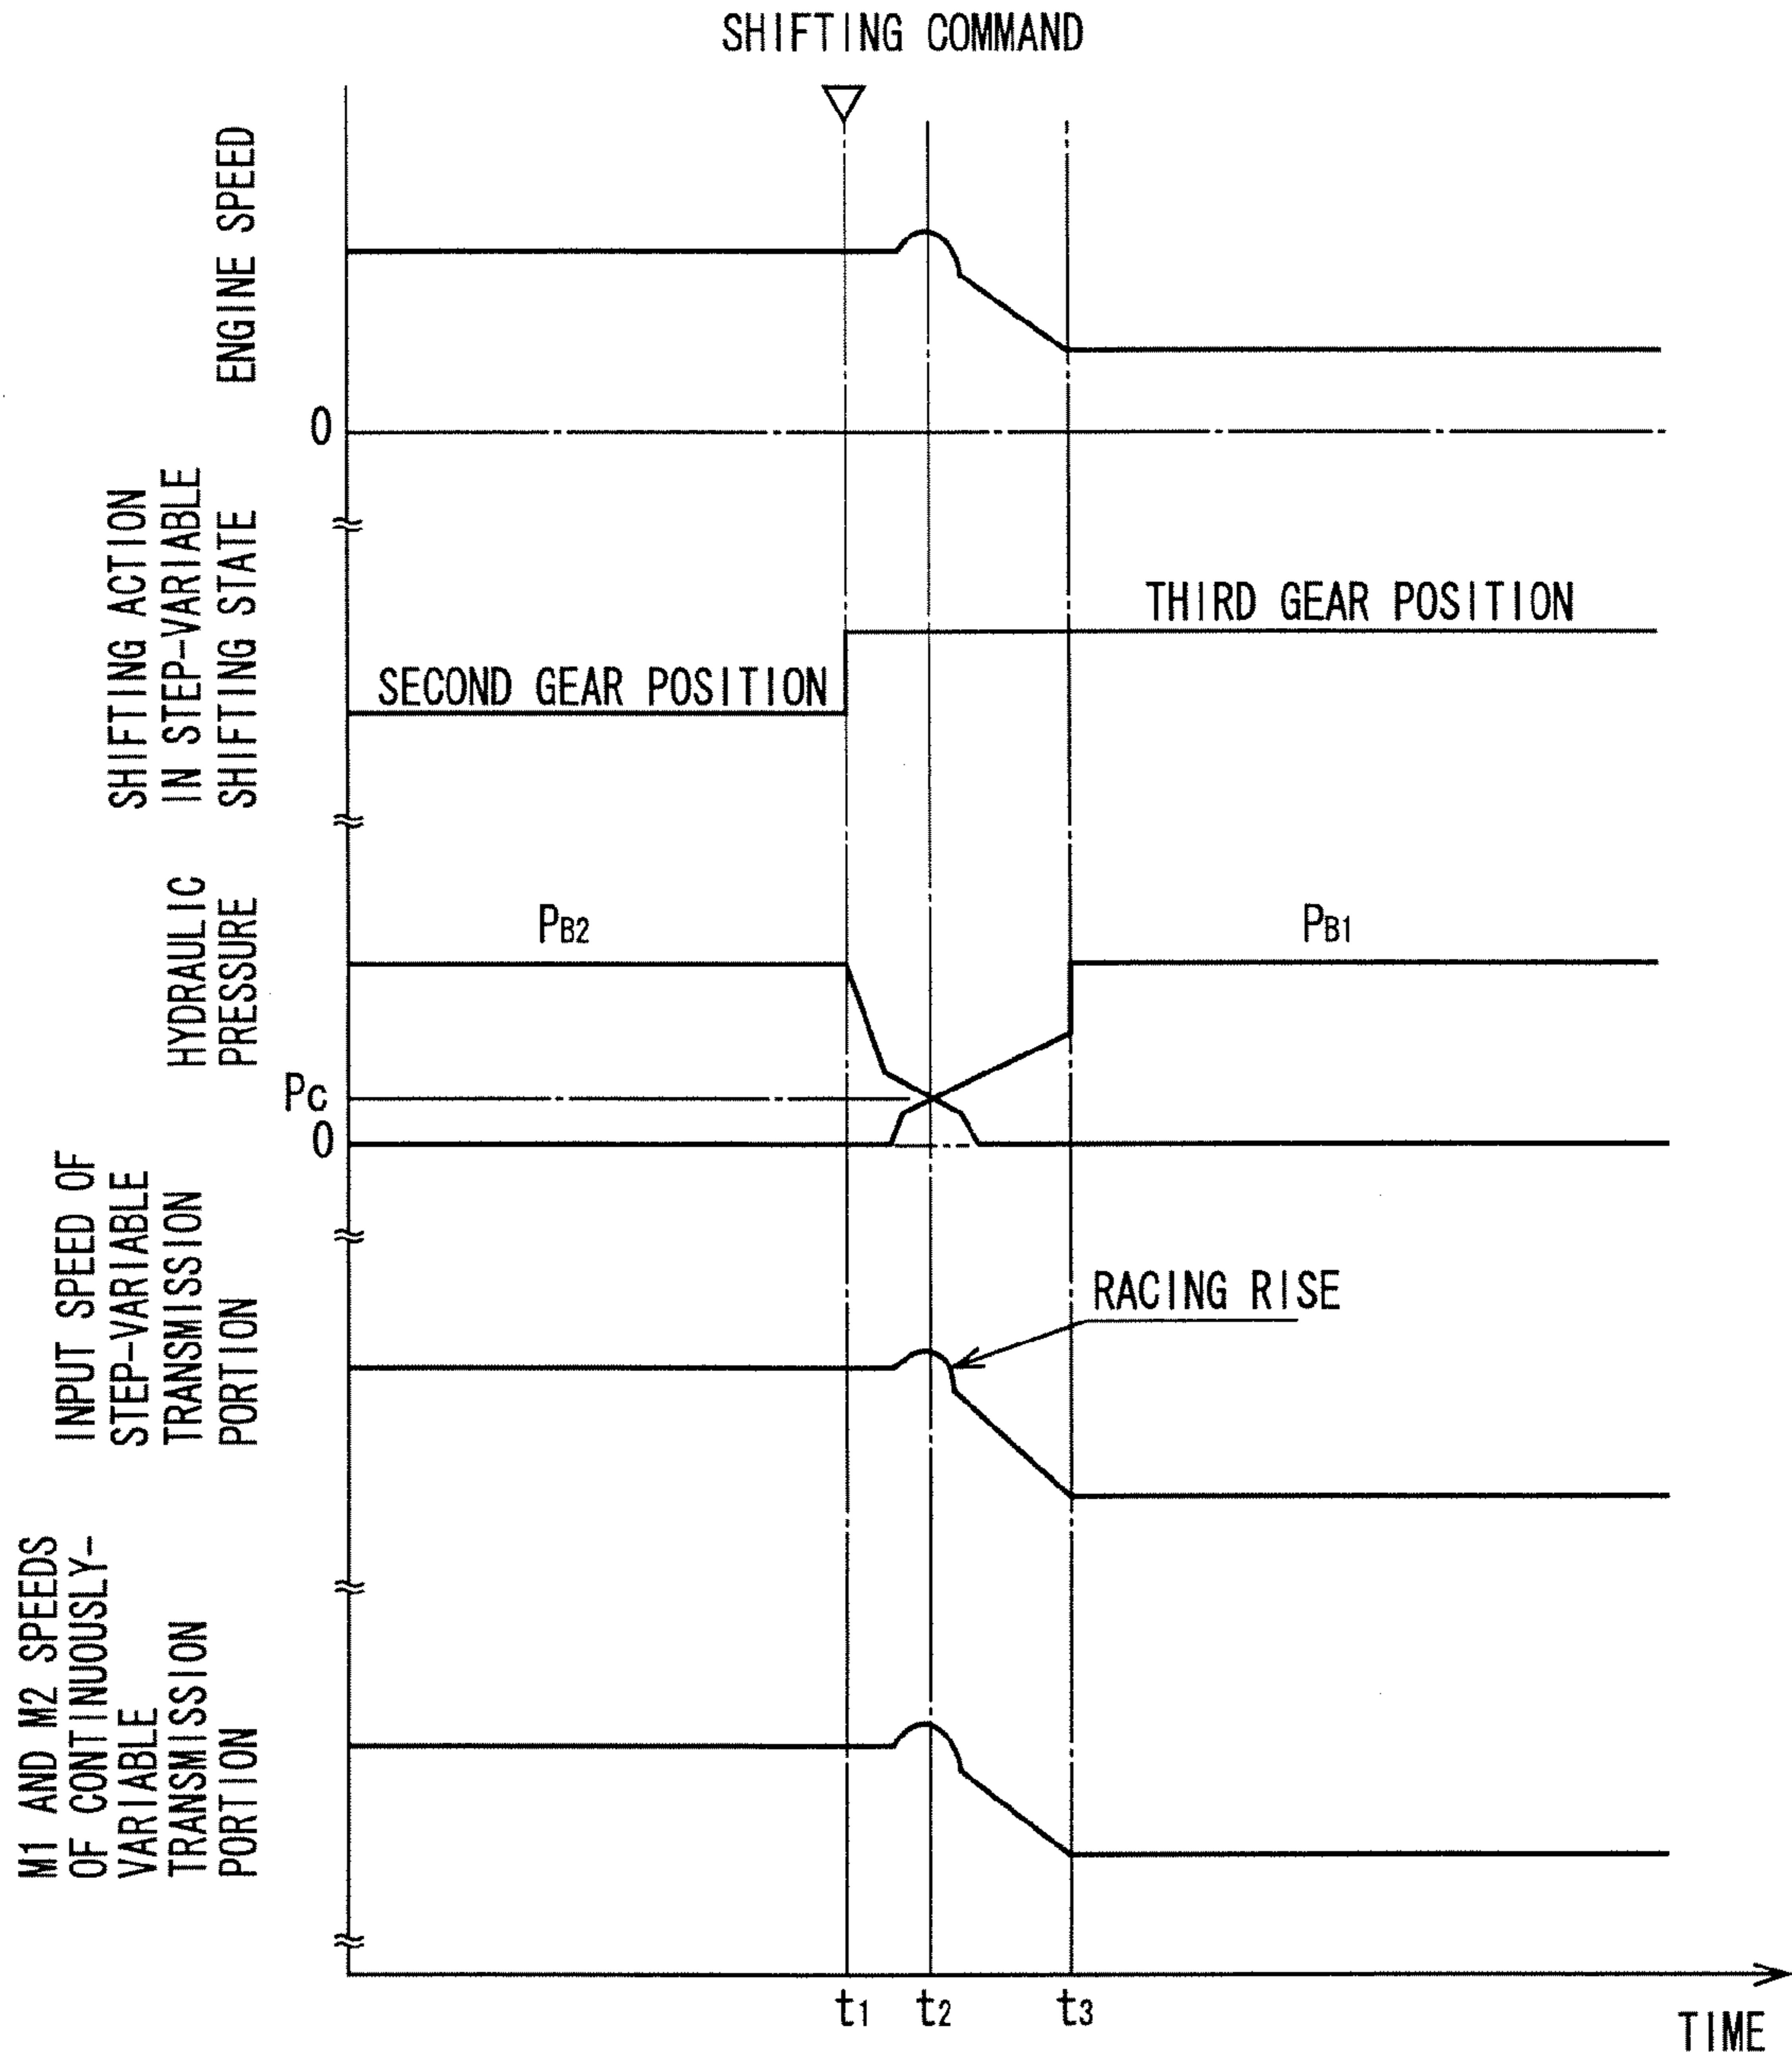 SHIFTING COMMAND
ENGINE SPEED
0
SHIFTING ACTION
IN STEP-VARIABLE
SHIFTING STATE
THIRD GEAR POSITION
SECOND GEAR POSITION
HYDRAULIC
PRESSURE
PB2
PB1
PC
0
INPUT SPEED OF
STEP-VARIABLE
TRANSMISSION
PORTION
RACING RISE
M1 AND M2 SPEEDS
OF CONTINUOUSLY-
VARIABLE
TRANSMISSION
PORTION
t1
t2
t3
TIME